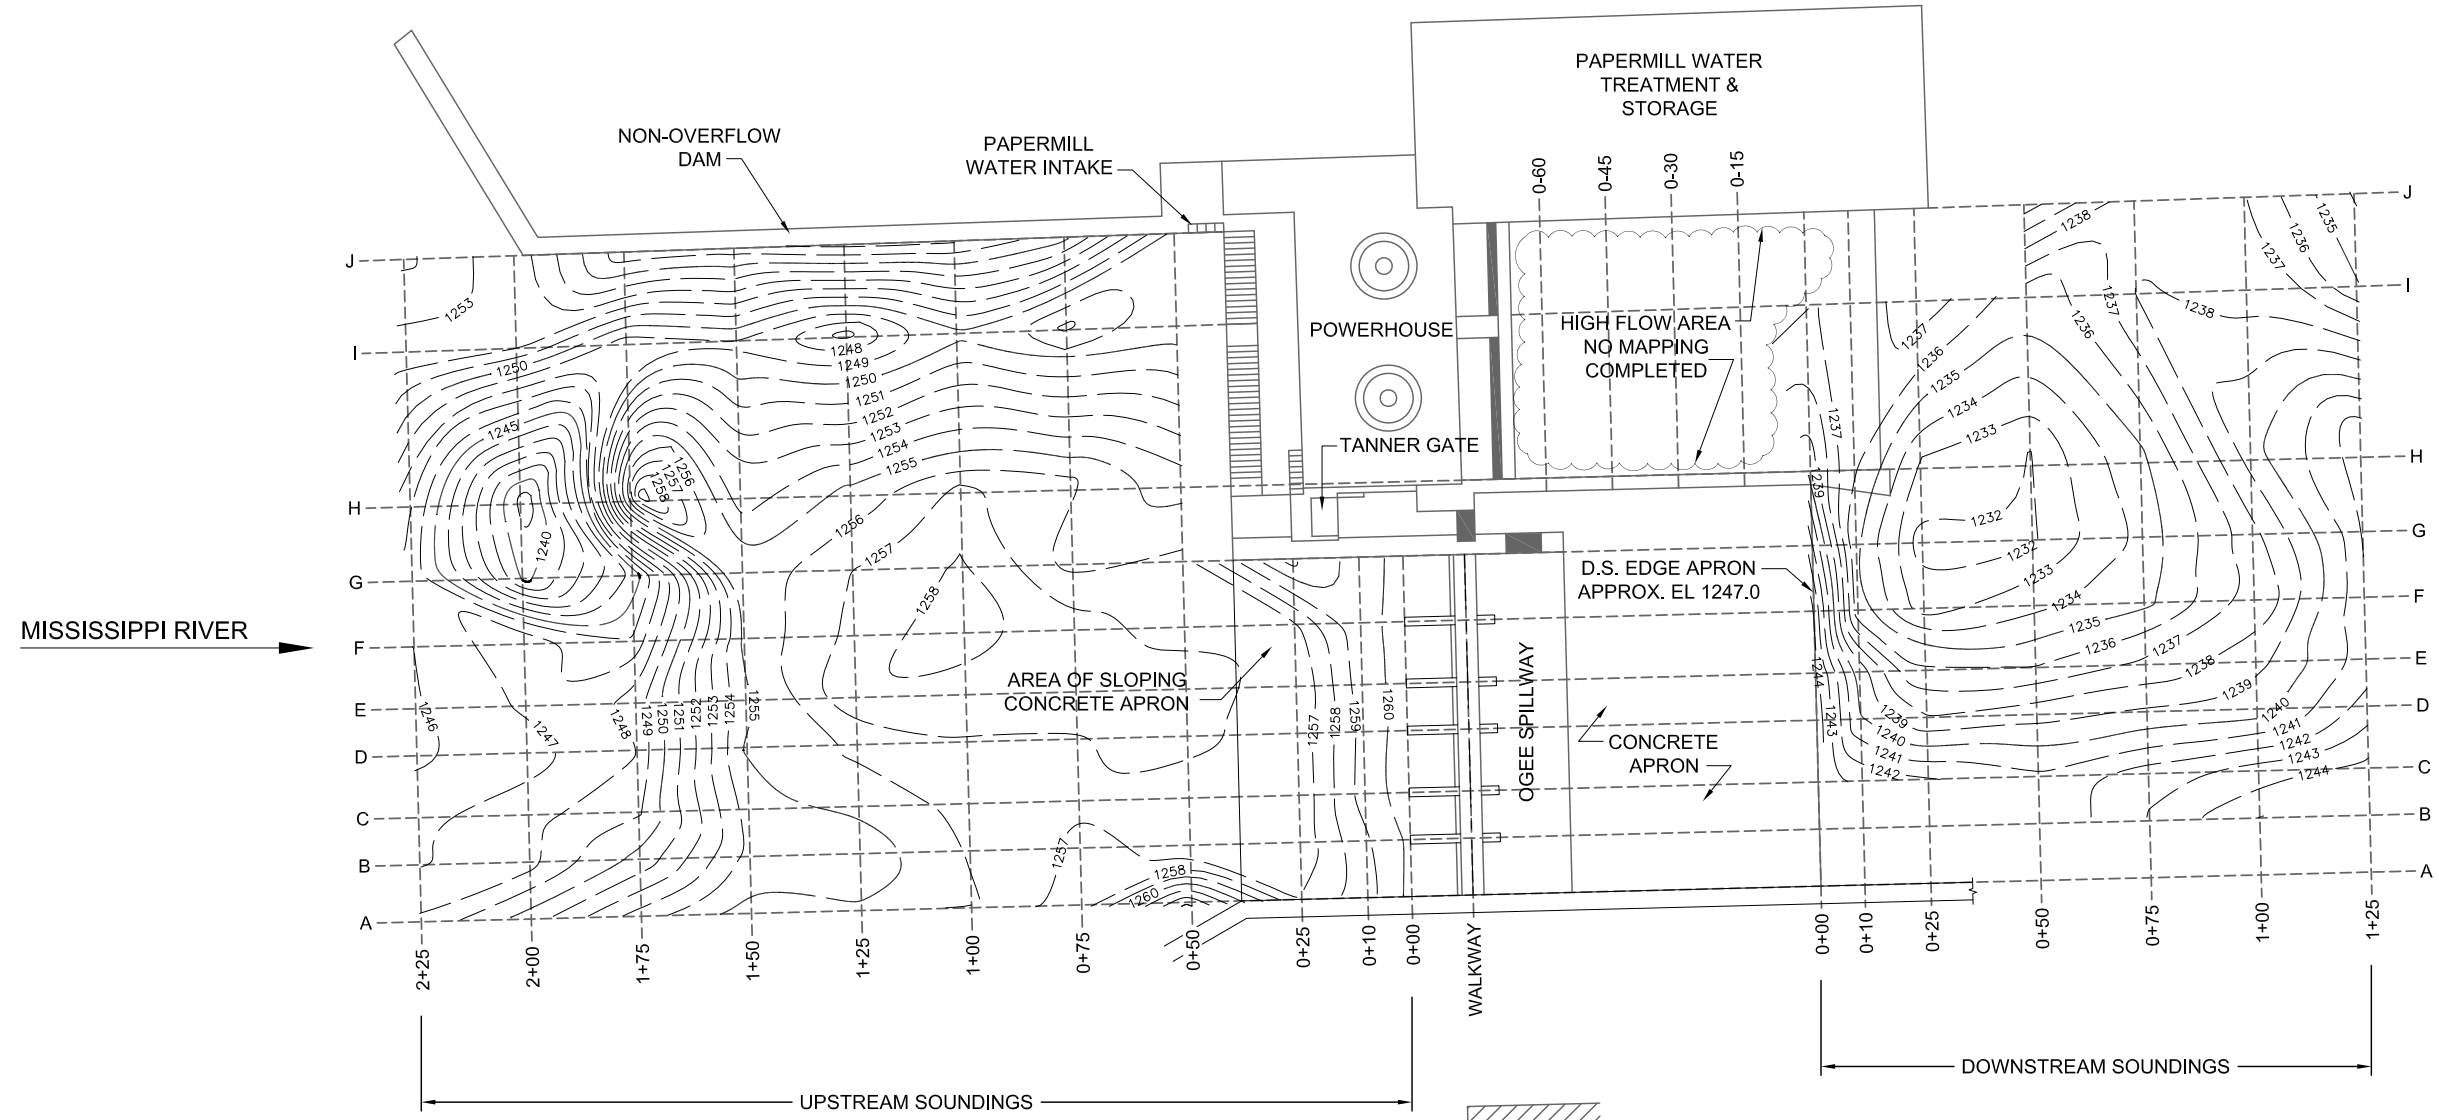 PAPERMILL WATER
TREATMENT &
STORAGE
NON-OVERFLOW
DAM
PAPERMILL
WATER INTAKE
0-60
0-45
0-30
0-15
J
J
I
I
H
H
G
G
F
F
E
E
D
D
C
C
B
B
A
A
POWERHOUSE
HIGH FLOW AREA
NO MAPPING
COMPLETED
TANNER GATE
MISSISSIPPI RIVER
D.S. EDGE APRON
APPROX. EL 1247.0
AREA OF SLOPING
CONCRETE APRON
OGEE SPILLWAY
CONCRETE
APRON
WALKWAY
1253
1250
1245
1240
1256
1257
1258
1248
1249
1250
1251
1252
1253
1254
1255
1256
1257
1258
1246
1247
1248
1249
1250
1251
1252
1253
1254
1255
1257
1258
1260
1257
1258
1259
1260
1238
1237
1236
1235
1236
1237
1238
1237
1236
1235
1234
1233
1232
1232
1233
1234
1235
1236
1237
1238
1239
1240
1241
1242
1243
1244
1237
1239
1244
1243
1239
1240
1241
1242
2+25
2+00
1+75
1+50
1+25
1+00
0+75
0+50
0+25
0+10
0+00
0+00
0+10
0+25
0+50
0+75
1+00
1+25
UPSTREAM SOUNDINGS
DOWNSTREAM SOUNDINGS